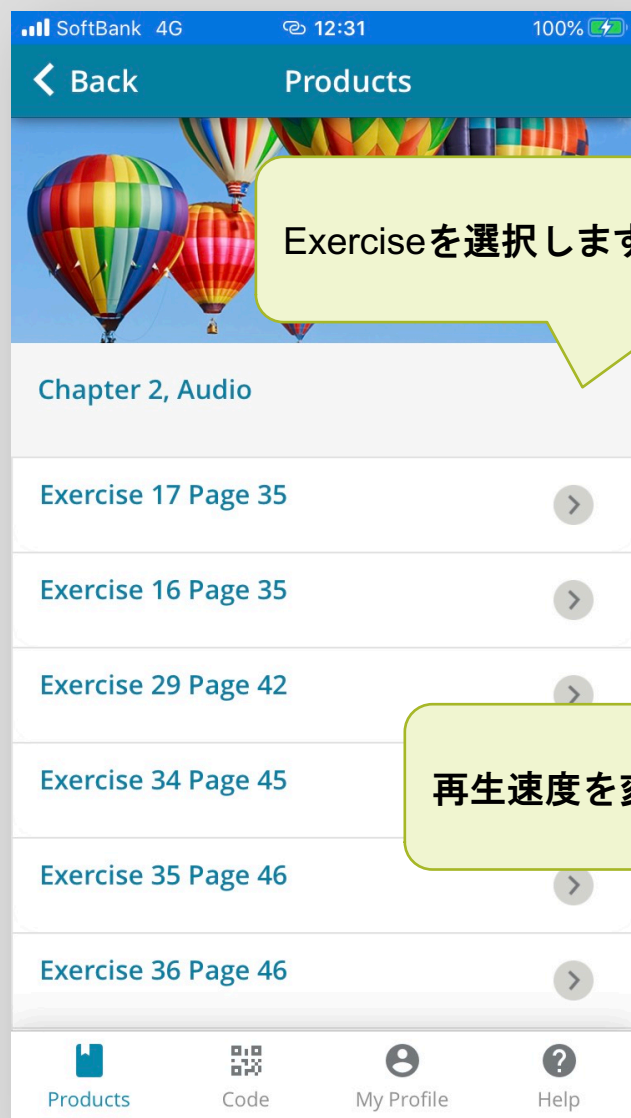 SoftBank 4G 12:31 100%
Back Products
Exerciseを選択しま
Chapter 2, Audio
Exercise 17 Page 35
Exercise 16 Page 35
Exercise 29 Page 42
Exercise 34 Page 45
再生速度を
Exercise 35 Page 46
Exercise 36 Page 46
Products Code My Profile Help